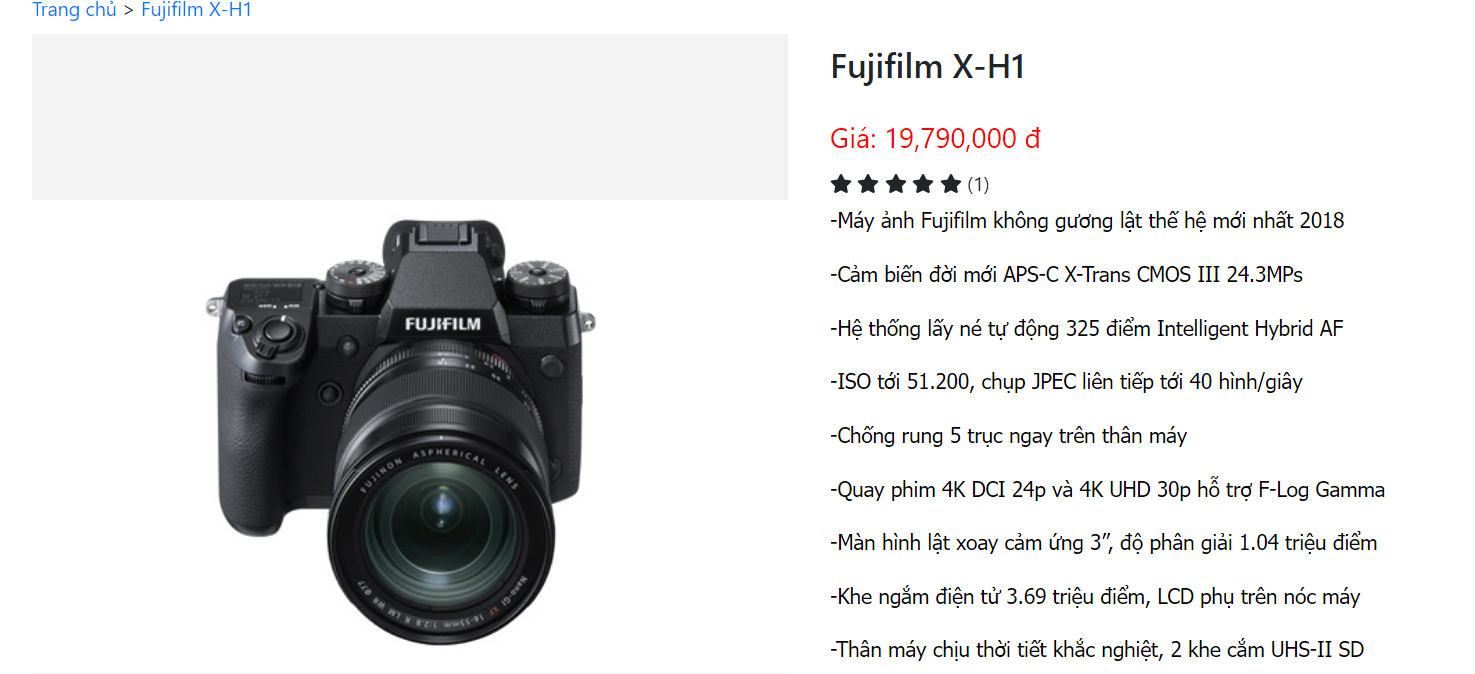 Trang chủ > Fujifilm X-H1
Fujifilm X-H1
Giá: 19,790,000 đ
(1)
-Máy ảnh Fujifilm không gương lật thế hệ mới nhất 2018
-Cảm biến đời mới APS-C X-Trans CMOS III 24.3MPs
-Hệ thống lấy né tự động 325 điểm Intelligent Hybrid AF
-ISO tới 51.200, chụp JPEC liên tiếp tới 40 hình/giây
-Chống rung 5 trục ngay trên thân máy
-Quay phim 4K DCI 24p và 4K UHD 30p hỗ trợ F-Log Gamma
-Màn hình lật xoay cảm ứng 3”, độ phân giải 1.04 triệu điểm
-Khe ngắm điện tử 3.69 triệu điểm, LCD phụ trên nóc máy
-Thân máy chịu thời tiết khắc nghiệt, 2 khe cắm UHS-II SD
FUJIFILM
FUJINON ASPHERICAL LENS
Nano-GI XF 16-55mm 1:2.8 R LM WR Ø77